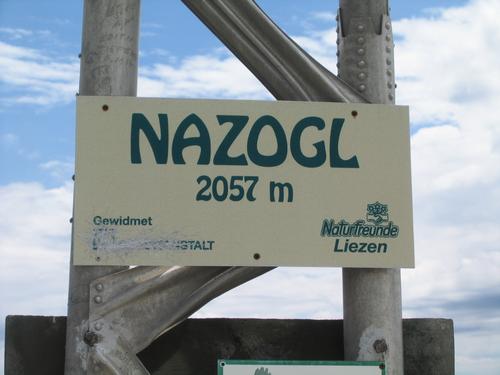 NAZOGL
2057 m
Gewidmet
Naturfreunde
Liezen